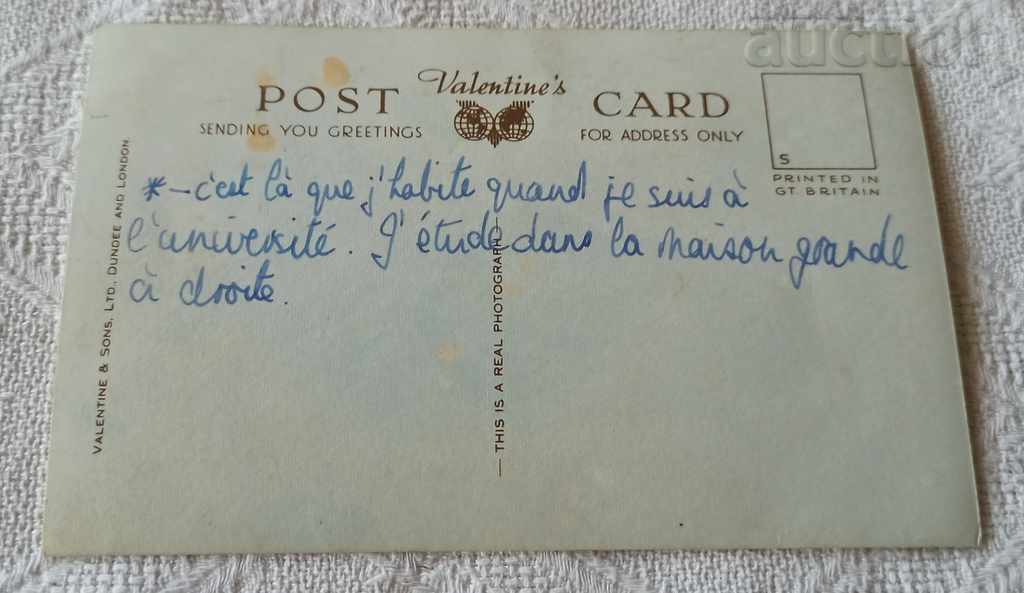 auction
POST Valentine's CARD
SENDING YOU GREETINGS FOR ADDRESS ONLY
S
PRINTED IN
GT. BRITAIN
*- c'est là que j'habite quand je suis à
l'université. J'étude dans la maison grande
à droite.
VALENTINE & SONS, LTD., DUNDEE AND LONDON
— THIS IS A REAL PHOTOGRAPH —